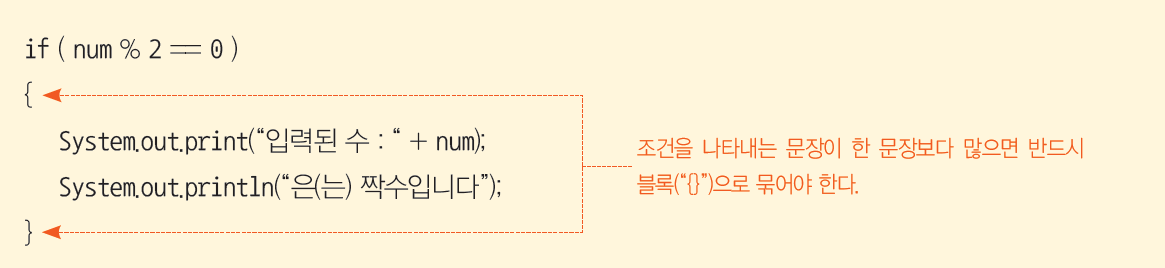 if ( num % 2 == 0 )
{
System.out.print(“입력된 수 : “ + num);
System.out.println(“은(는) 짝수입니다”);
}
조건을 나타내는 문장이 한 문장보다 많으면 반드시
블록(“{}”)으로 묶어야 한다.